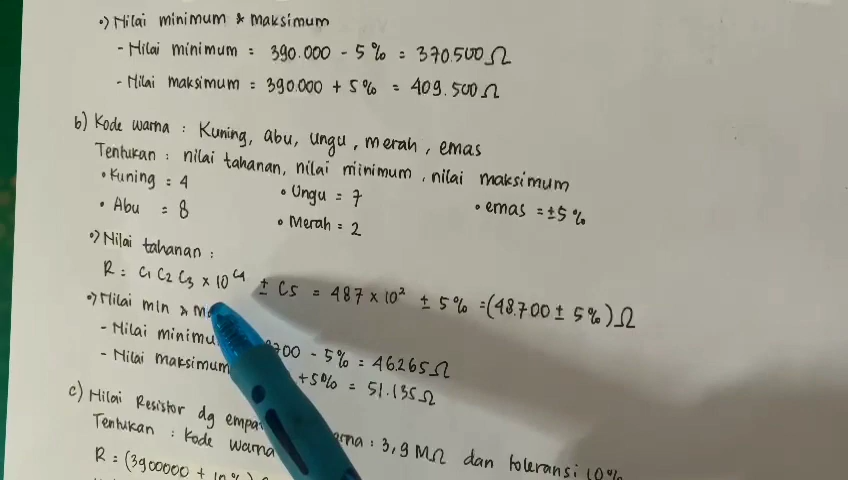 •) Nilai minimum & maksimum
- Nilai minimum = 390.000 - 5% = 370.500 Ω
- Nilai maksimum = 390.000 + 5% = 409.500 Ω
b) Kode warna : Kuning, abu, ungu, merah, emas
Tentukan : nilai tahanan, nilai minimum, nilai maksimum
• Kuning = 4 • Ungu = 7 • emas = ±5%
• Abu = 8 • Merah = 2
•) Nilai tahanan :
R = C1 C2 C3 × 10^C4 ± C5 = 487 × 10² ± 5% = (48.700 ± 5%) Ω
•) Nilai min & m
- Nilai minimu 700 - 5% = 46.265 Ω
- Nilai maksimum +5% = 51.135 Ω
c) Nilai Resistor dg empa rna : 3,9 MΩ dan toleransi 10%
Tentukan : Kode warna
R = (3900000 + 10%)